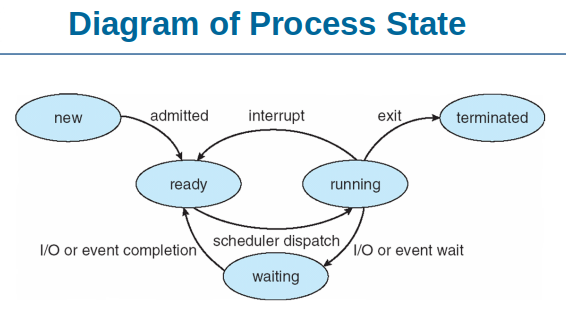 Diagram of Process State
new
admitted
interrupt
exit
terminated
ready
running
I/O or event completion
scheduler dispatch
I/O or event wait
waiting